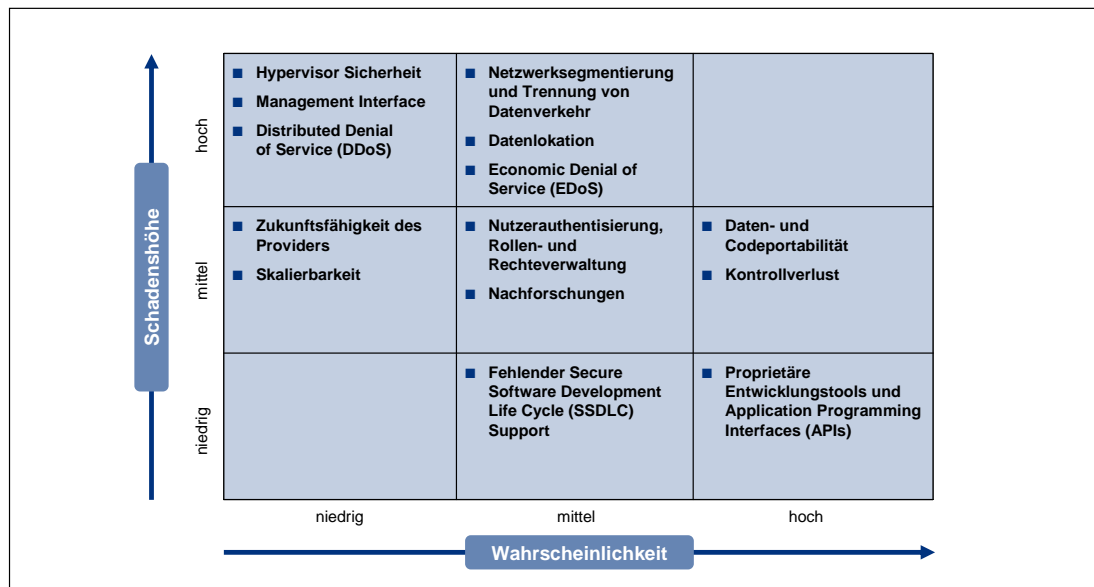 Schadenshöhe
hoch
Hypervisor Sicherheit
Management Interface
Distributed Denial
of Service (DDoS)
Netzwerksegmentierung
und Trennung von
Datenverkehr
Datenlokation
Economic Denial of
Service (EDoS)
mittel
Zukunftsfähigkeit des
Providers
Skalierbarkeit
Nutzerauthentisierung,
Rollen- und
Rechteverwaltung
Nachforschungen
Daten- und
Codeportabilität
Kontrollverlust
niedrig
Fehlender Secure
Software Development
Life Cycle (SSDLC)
Support
Proprietäre
Entwicklungstools und
Application Programming
Interfaces (APIs)
niedrig
mittel
hoch
Wahrscheinlichkeit